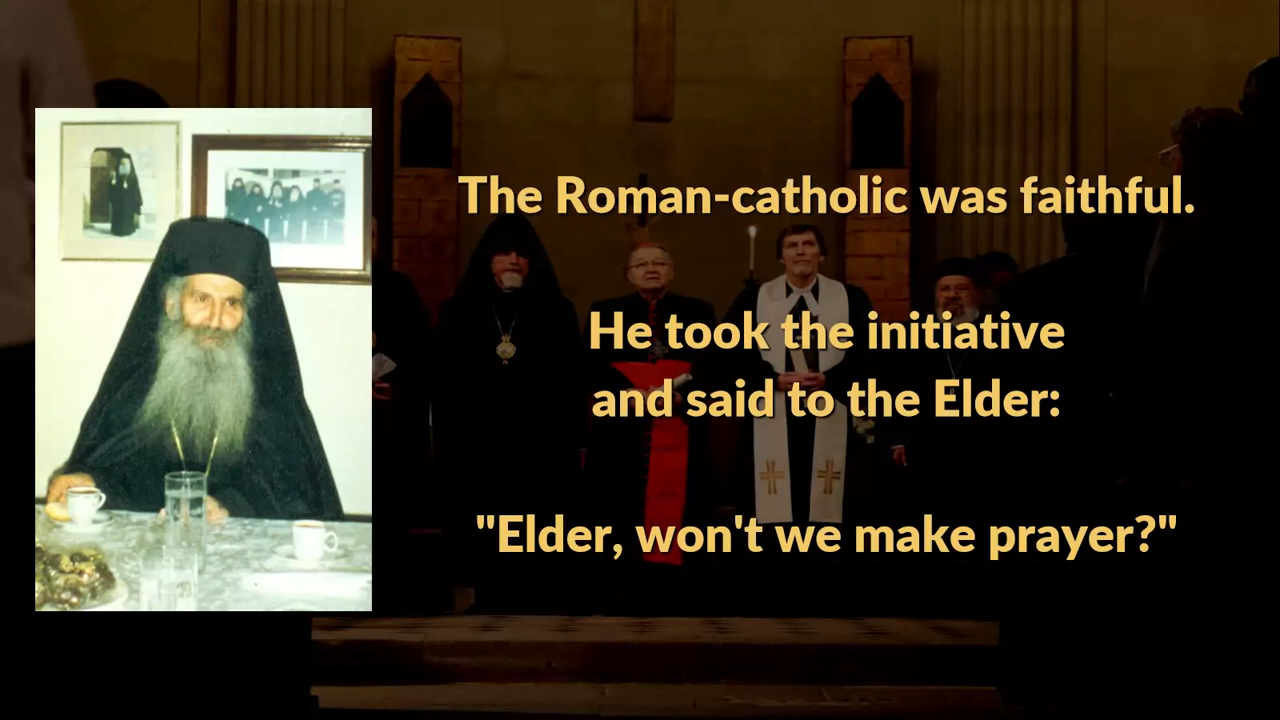 The Roman-catholic was faithful.
He took the initiative
and said to the Elder:
"Elder, won't we make prayer?"